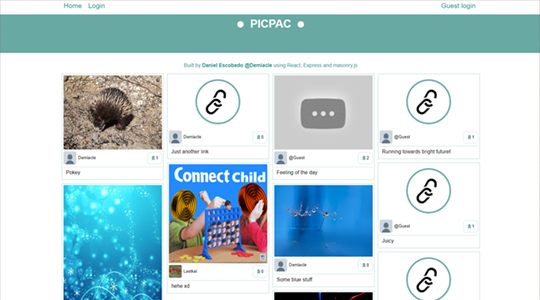 Home Login Guest login
PICPAC
Built by Daniel Escobedo @Demiacle using React, Express and masonry.js
Demiacle 1
Pokey
Demiacle 0
Just another link
@Guest 2
Feeling of the day
@Guest 1
Running towards bright future!
Connect Child
Lastkai 0
hehe xd
Demiacle 0
Some blue stuff
@Guest 1
Juicy